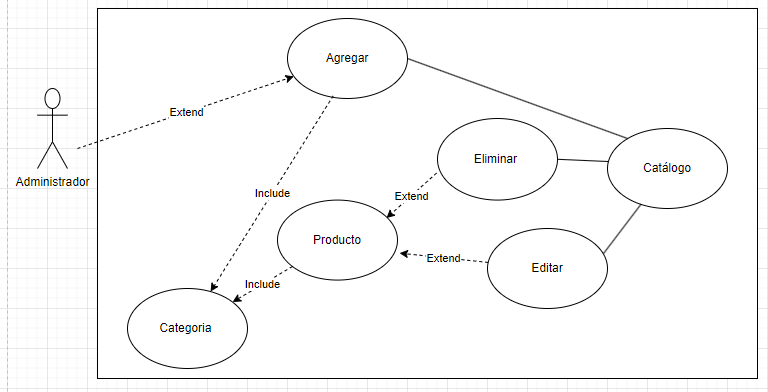 Agregar
Extend
Eliminar
Catálogo
Administrador
Include
Extend
Producto
Extend
Editar
Include
Categoria